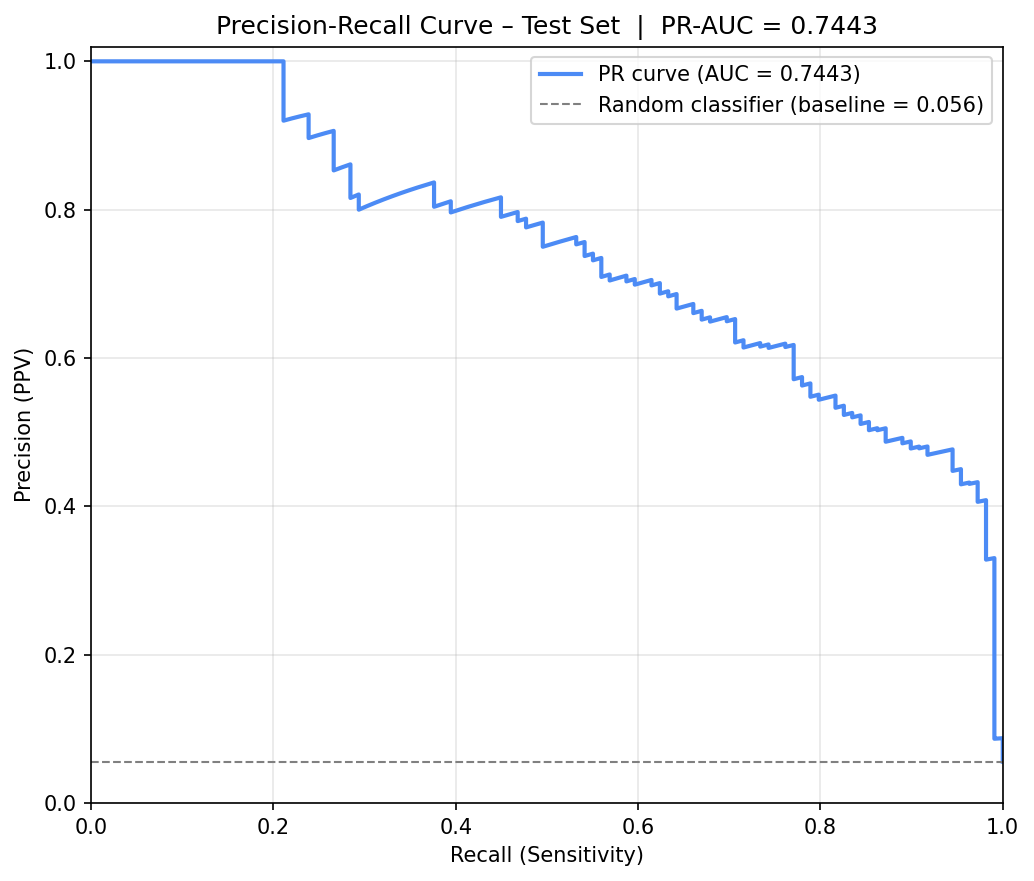 Precision-Recall Curve – Test Set | PR-AUC = 0.7443
PR curve (AUC = 0.7443)
Random classifier (baseline = 0.056)
Precision (PPV)
1.0
0.8
0.6
0.4
0.2
0.0
0.0 0.2 0.4 0.6 0.8 1.0
Recall (Sensitivity)